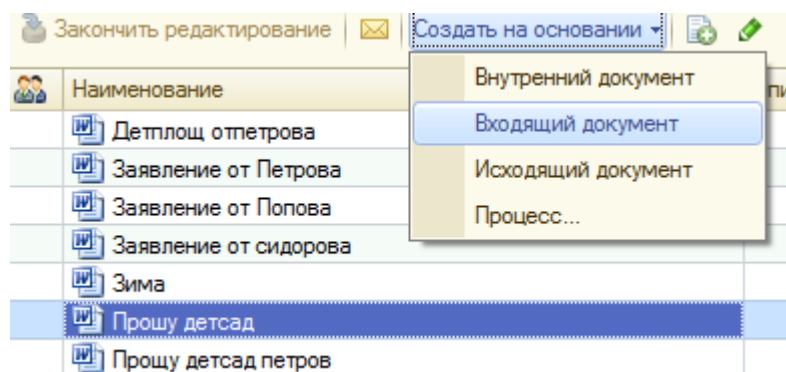 Закончить редактирование Создать на основании
Наименование
Внутренний документ
Входящий документ
Исходящий документ
Процесс...
Детплощ отпетрова
Заявление от Петрова
Заявление от Попова
Заявление от сидорова
Зима
Прошу детсад
Прощу детсад петров